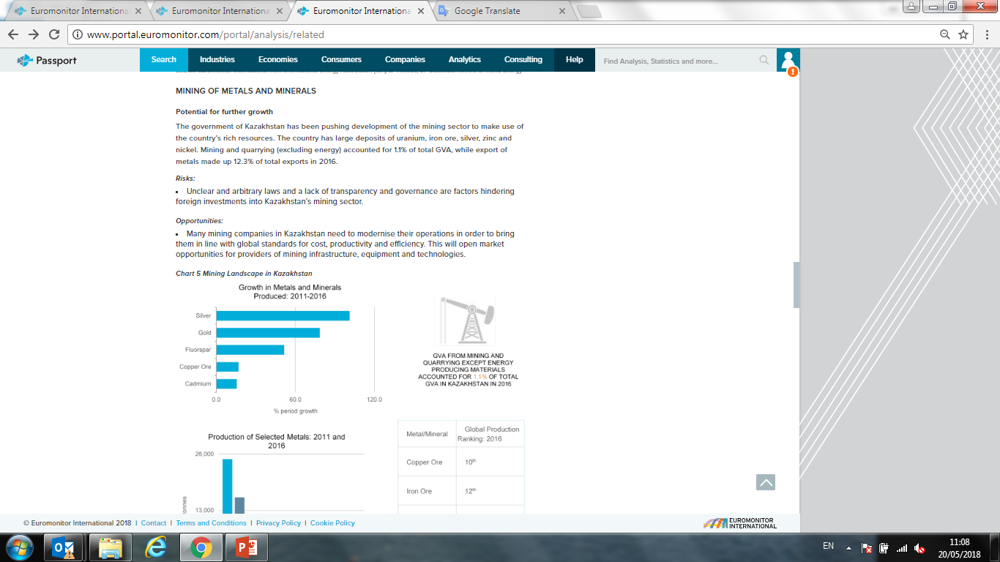 Euromonitor Internationa
Euromonitor Internationa
Euromonitor Internationa
Google Translate
www.portal.euromonitor.com/portal/analysis/related
Passport
Search
Industries
Economies
Consumers
Companies
Analytics
Consulting
Help
Find Analysis, Statistics and more...
MINING OF METALS AND MINERALS
Potential for further growth
The government of Kazakhstan has been pushing development of the mining sector to make use of
the country's rich resources. The country has large deposits of uranium, iron ore, silver, zinc and
nickel. Mining and quarrying (excluding energy) accounted for 1.1% of total GVA, while export of
metals made up 12.3% of total exports in 2016.
Risks:
▪ Unclear and arbitrary laws and a lack of transparency and governance are factors hindering
foreign investments into Kazakhstan's mining sector.
Opportunities:
▪ Many mining companies in Kazakhstan need to modernise their operations in order to bring
them in line with global standards for cost, productivity and efficiency. This will open market
opportunities for providers of mining infrastructure, equipment and technologies.
Chart 5 Mining Landscape in Kazakhstan
Growth in Metals and Minerals
Produced: 2011-2016
Silver
Gold
Fluorspar
Copper Ore
Cadmium
0.0
60.0
120.0
% period growth
GVA FROM MINING AND
QUARRYING EXCEPT ENERGY
PRODUCING MATERIALS
ACCOUNTED FOR 1.1% OF TOTAL
GVA IN KAZAKHSTAN IN 2016
Production of Selected Metals: 2011 and
2016
26,000
13,000
Metal/Mineral
Global Production
Ranking: 2016
Copper Ore
10th
Iron Ore
12th
© Euromonitor International 2018 | Contact | Terms and Conditions | Privacy Policy | Cookie Policy
EUROMONITOR
INTERNATIONAL
EN
11:08
20/05/2018